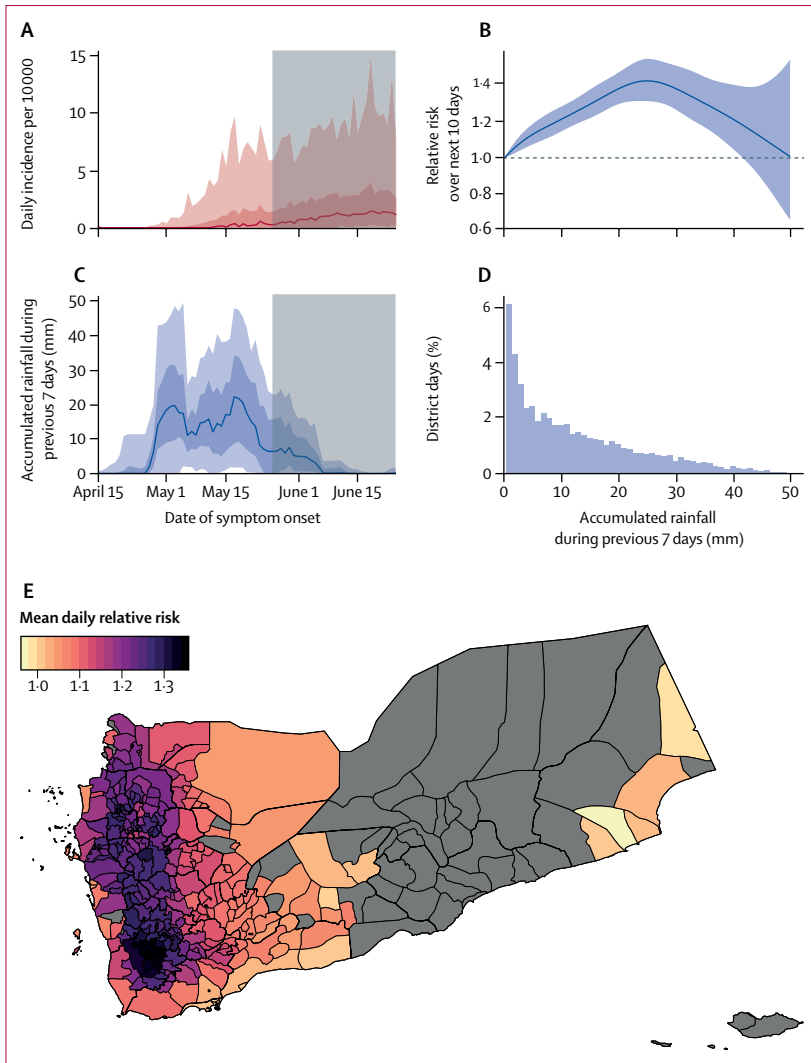 A
Daily incidence per 10000
15
10
5
0
B
Relative risk
over next 10 days
1·4
1·2
1·0
0·8
0·6
C
Accumulated rainfall during
previous 7 days (mm)
50
40
30
20
10
0
April 15
May 1
May 15
June 1
June 15
Date of symptom onset
D
District days (%)
6
4
2
0
0
10
20
30
40
50
Accumulated rainfall
during previous 7 days (mm)
E
Mean daily relative risk
1·0
1·1
1·2
1·3